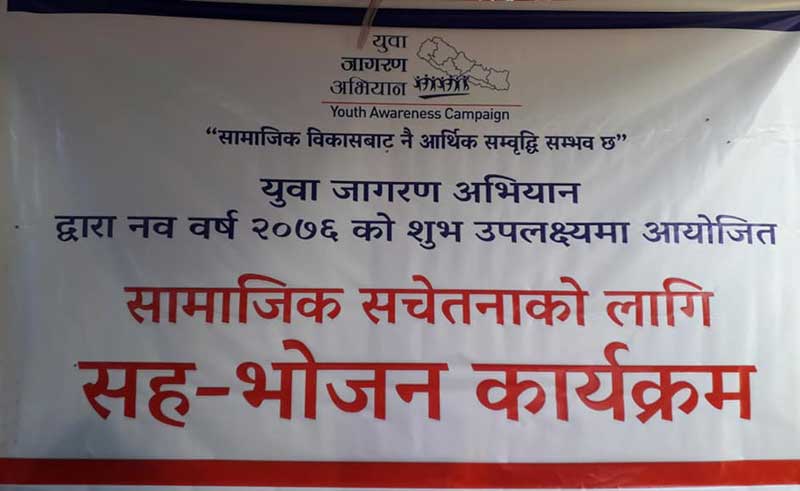 युवा
जागरण
अभियान
Youth Awareness Campaign
“सामाजिक विकासबाट नै आर्थिक सम्वृद्धि सम्भव छ”
युवा जागरण अभियान
द्वारा नव वर्ष २०७६ को शुभ उपलक्ष्यमा आयोजित
सामाजिक सचेतनाको लागि
सह-भोजन कार्यक्रम